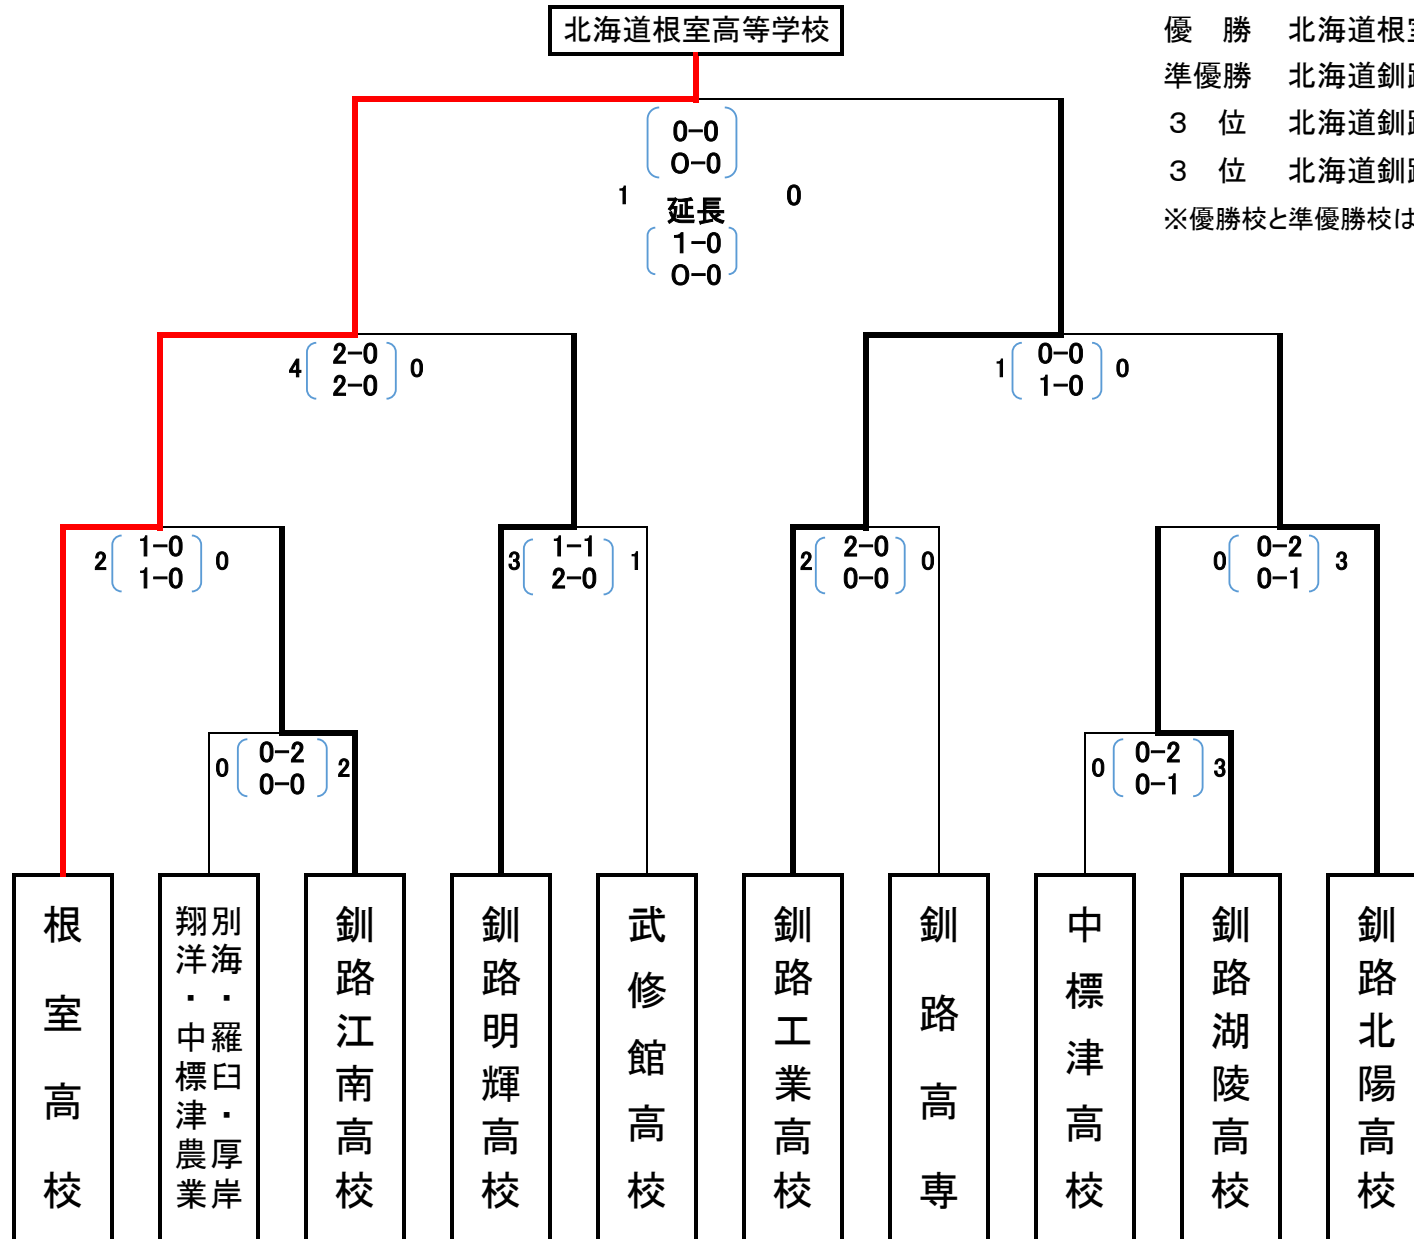 北海道根室高等学校
優　勝　北海道根室
準優勝　北海道釧路
３　位　北海道釧路
３　位　北海道釧路
※優勝校と準優勝校は
0-0
O-0
1
延長
0
1-0
O-0
4
2-0
2-0
0
1
0-0
1-0
0
2
1-0
1-0
0
3
1-1
2-0
1
2
2-0
0-0
0
0
0-2
0-1
3
0
0-2
0-0
2
0
0-2
0-1
3
根室高校
別海・羅臼・厚岸
翔洋・中標津農業
釧路江南高校
釧路明輝高校
武修館高校
釧路工業高校
釧路高専
中標津高校
釧路湖陵高校
釧路北陽高校